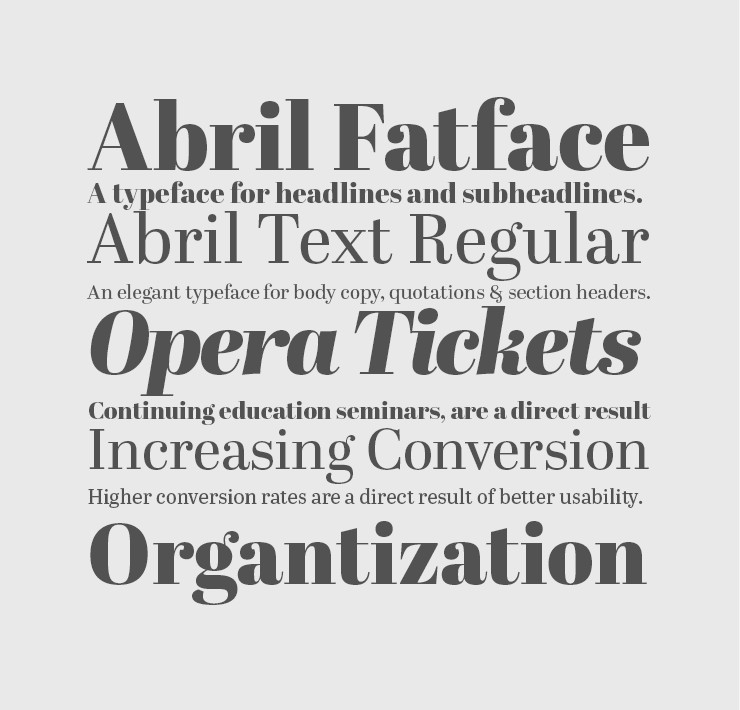 Abril Fatface
A typeface for headlines and subheadlines.
Abril Text Regular
An elegant typeface for body copy, quotations & section headers.
Opera Tickets
Continuing education seminars, are a direct result
Increasing Conversion
Higher conversion rates are a direct result of better usability.
Organtization